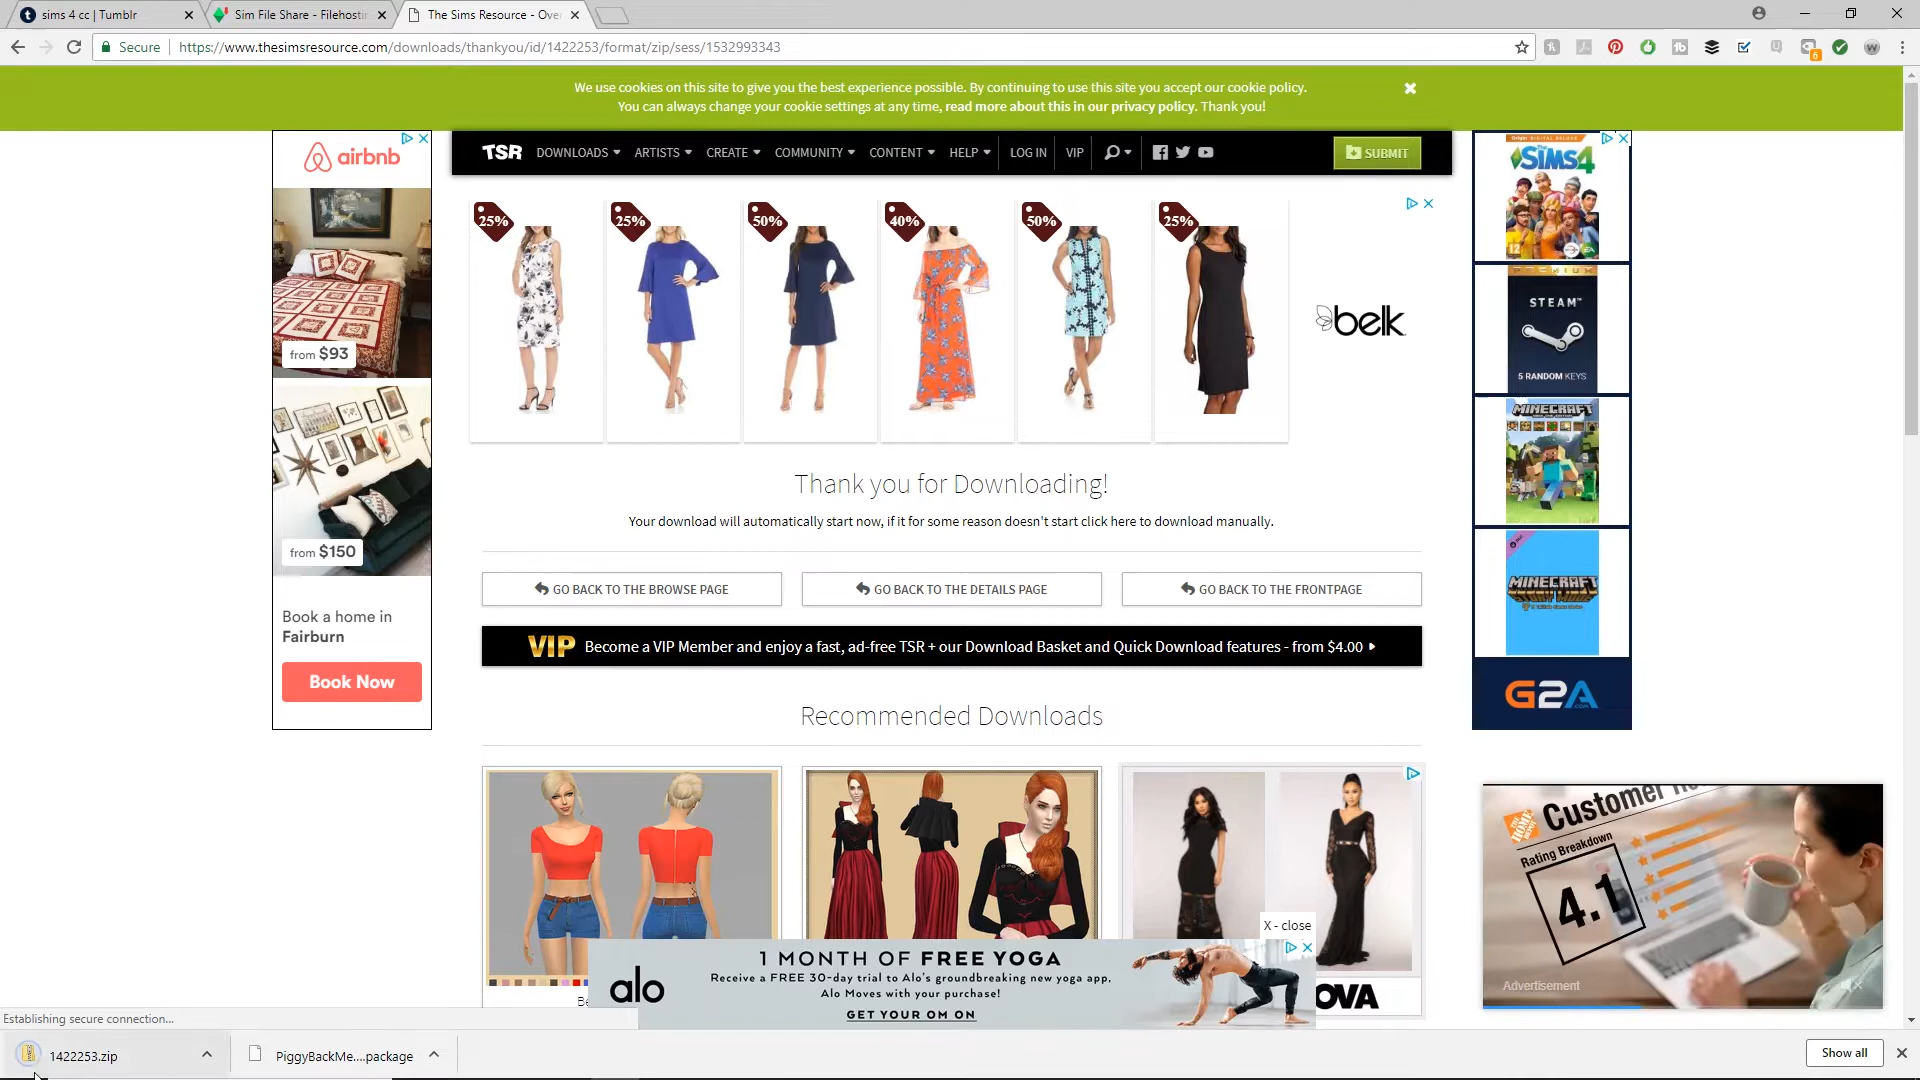 sims 4 cc | Tumblr
Sim File Share - Filehosti
The Sims Resource - Ove
Secure
https://www.thesimsresource.com/downloads/thankyou/id/1422253/format/zip/sess/1532993343
6
We use cookies on this site to give you the best experience possible. By continuing to use this site you accept our cookie policy.
You can always change your cookie settings at any time, read more about this in our privacy policy. Thank you!
TSR DOWNLOADS ARTISTS CREATE COMMUNITY CONTENT HELP LOG IN VIP
SUBMIT
airbnb
from $93
from $150
Book a home in
Fairburn
Book Now
25% 25% 50% 40% 50% 25%
belk
Thank you for Downloading!
Your download will automatically start now, if it for some reason doesn't start click here to download manually.
GO BACK TO THE BROWSE PAGE
GO BACK TO THE DETAILS PAGE
GO BACK TO THE FRONTPAGE
VIP Become a VIP Member and enjoy a fast, ad-free TSR + our Download Basket and Quick Download features - from $4.00
Recommended Downloads
THE SIMS 4
12
EA
PREMIUM
STEAM™
5 RANDOM KEYS
MINECRAFT
MINECRAFT
G2A
.COM
THE HOME DEPOT
Customer
Rating Breakdown
4.1
Advertisement
X - close
Be
alo
1 MONTH OF FREE YOGA
Receive a FREE 30-day trial to Alo's groundbreaking new yoga app,
Alo Moves with your purchase!
GET YOUR OM ON
OVA
Establishing secure connection...
1422253.zip
PiggyBackMe....package
Show all